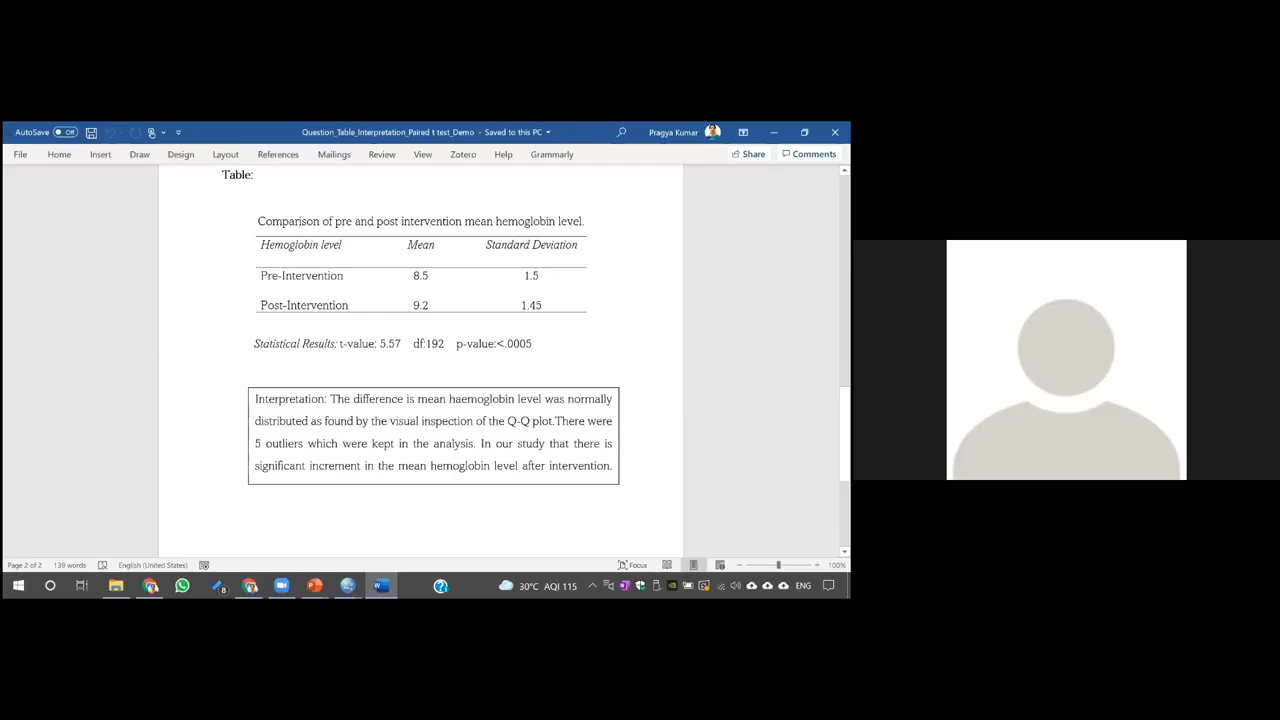 AutoSave Off
Question_Table_Interpretation_Paired t test_Demo - Saved to this PC
Pragya Kumar
File Home Insert Draw Design Layout References Mailings Review View Zotero Help Grammarly Share Comments
Table:
Comparison of pre and post intervention mean hemoglobin level.
Hemoglobin level Mean Standard Deviation
Pre-Intervention 8.5 1.5
Post-Intervention 9.2 1.45
Statistical Results: t-value: 5.57 df:192 p-value:<.0005
Interpretation: The difference is mean haemoglobin level was normally
distributed as found by the visual inspection of the Q-Q plot.There were
5 outliers which were kept in the analysis. In our study that there is
significant increment in the mean hemoglobin level after intervention.
Page 2 of 2 139 words English (United States) Focus 100%
8 30°C AQI 115 ENG